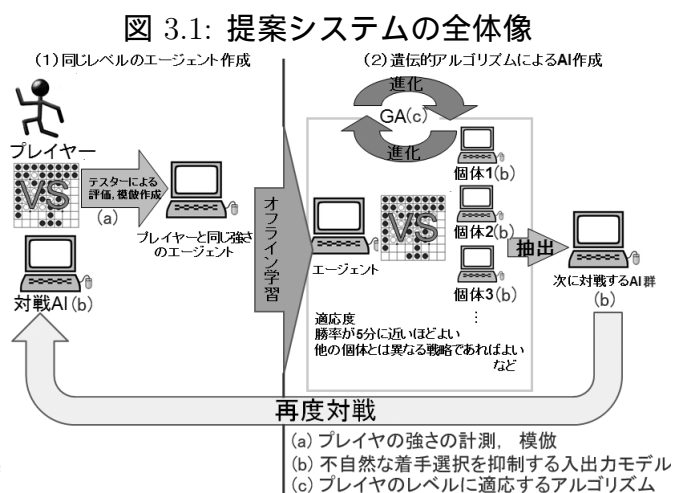 図 3.1: 提案システムの全体像
(1)同じレベルのエージェント作成
プレイヤー
VS
対戦AI(b)
テスターによる
評価,模倣作成
(a)
プレイヤーと同じ強さ
のエージェント
オフライン学習
(2)遺伝的アルゴリズムによるAI作成
進化
GA(c)
進化
エージェント
VS
個体1(b)
個体2(b)
個体3(b)
⋮
適応度
勝率が5分に近いほどよい
他の個体とは異なる戦略であればよい
など
抽出
次に対戦するAI群
(b)
再度対戦
(a) プレイヤの強さの計測, 模倣
(b) 不自然な着手選択を抑制する入出力モデル
(c) プレイヤのレベルに適応するアルゴリズム